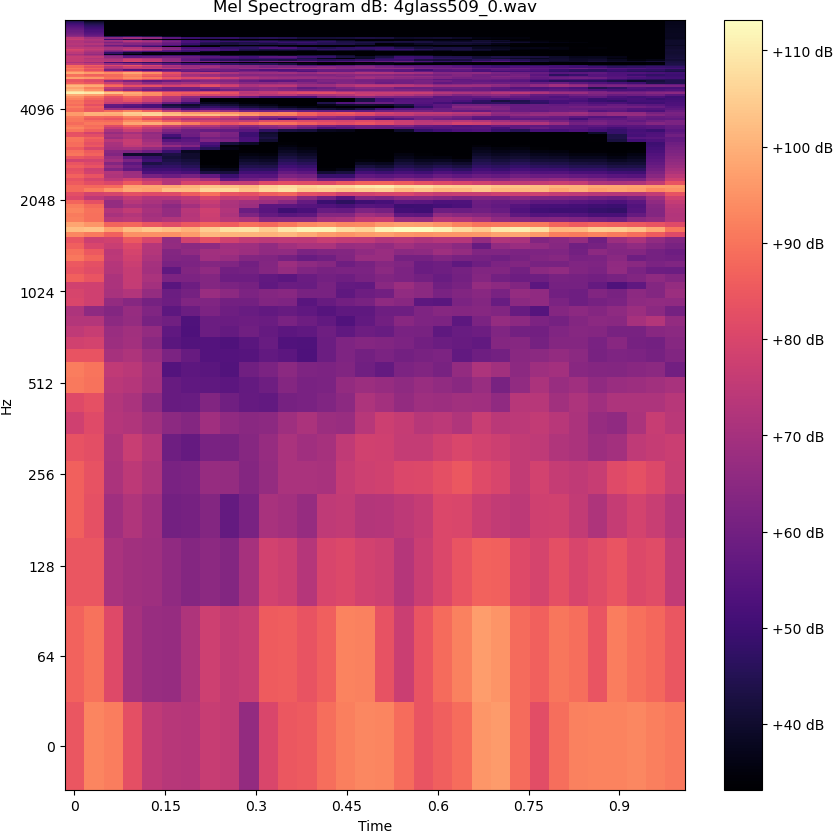 Mel Spectrogram dB: 4glass509_0.wav
+110 dB
4096
+100 dB
2048
+90 dB
1024
+80 dB
512
Hz
+70 dB
256
+60 dB
128
+50 dB
64
+40 dB
0
0 0.15 0.3 0.45 0.6 0.75 0.9
Time